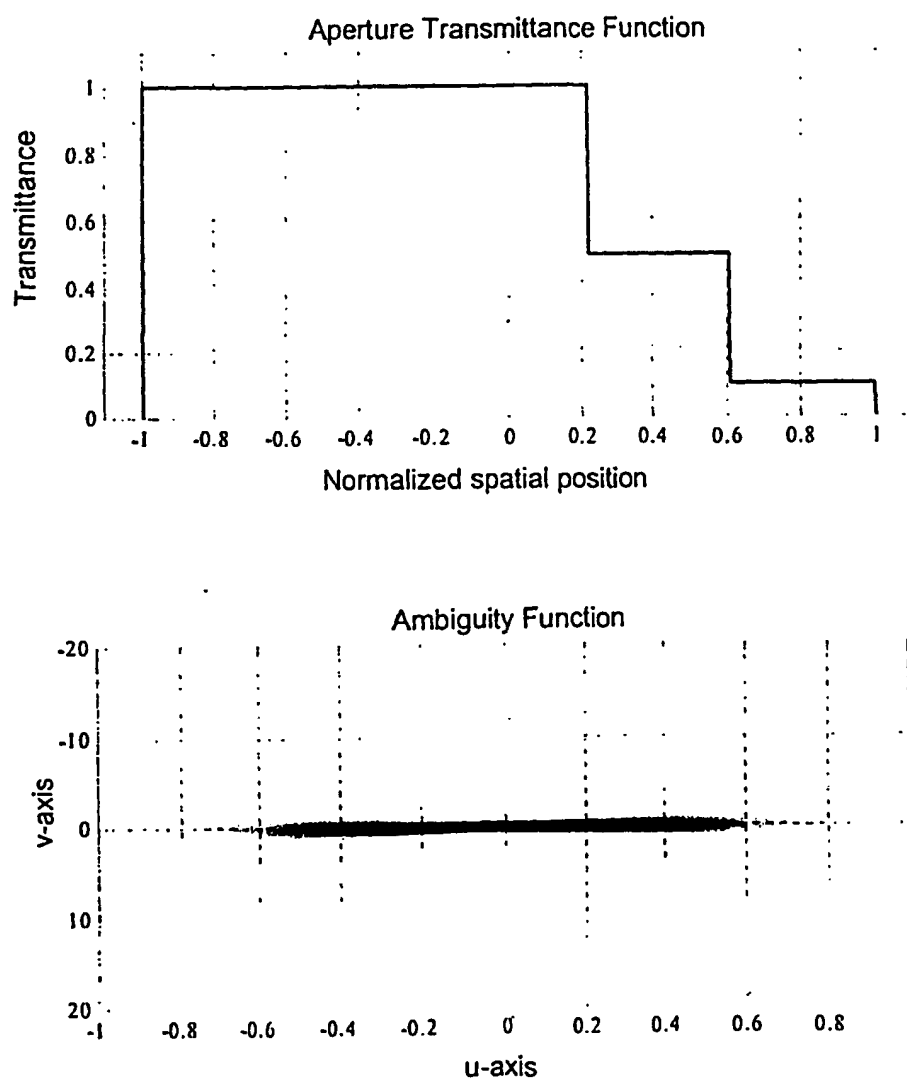 Aperture Transmittance Function
Transmittance
1
0.8
0.6
0.4
0.2
0
-1 -0.8 -0.6 -0.4 -0.2 0 0.2 0.4 0.6 0.8 1
Normalized spatial position
Ambiguity Function
v-axis
-20
-10
0
10
20
-1 -0.8 -0.6 -0.4 -0.2 0 0.2 0.4 0.6 0.8
u-axis